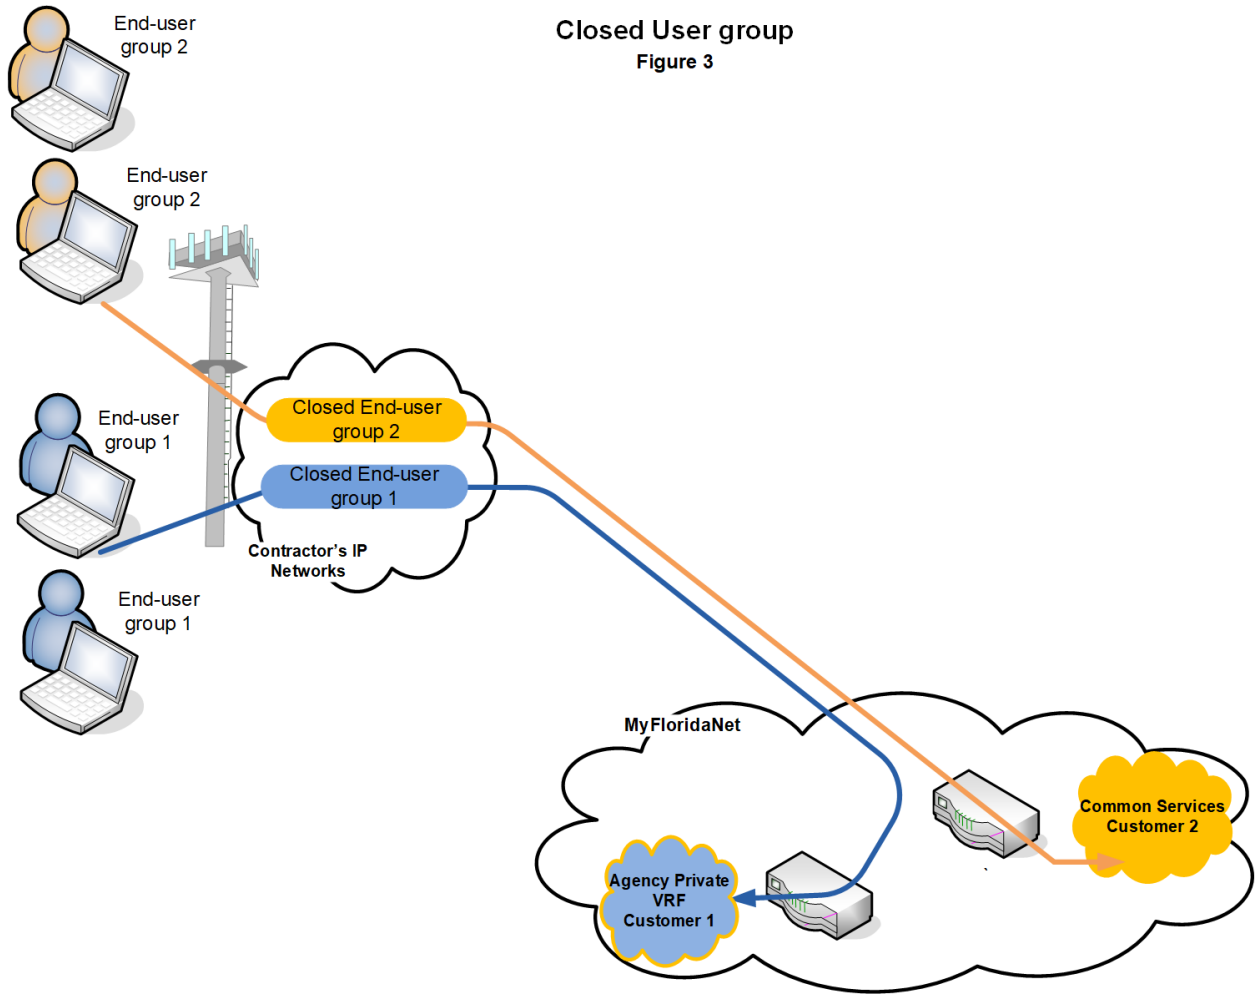 Closed User group
Figure 3
End-user
group 2
End-user
group 2
End-user
group 1
End-user
group 1
Closed End-user
group 2
Closed End-user
group 1
Contractor's IP
Networks
MyFloridaNet
Common Services
Customer 2
Agency Private
VRF
Customer 1